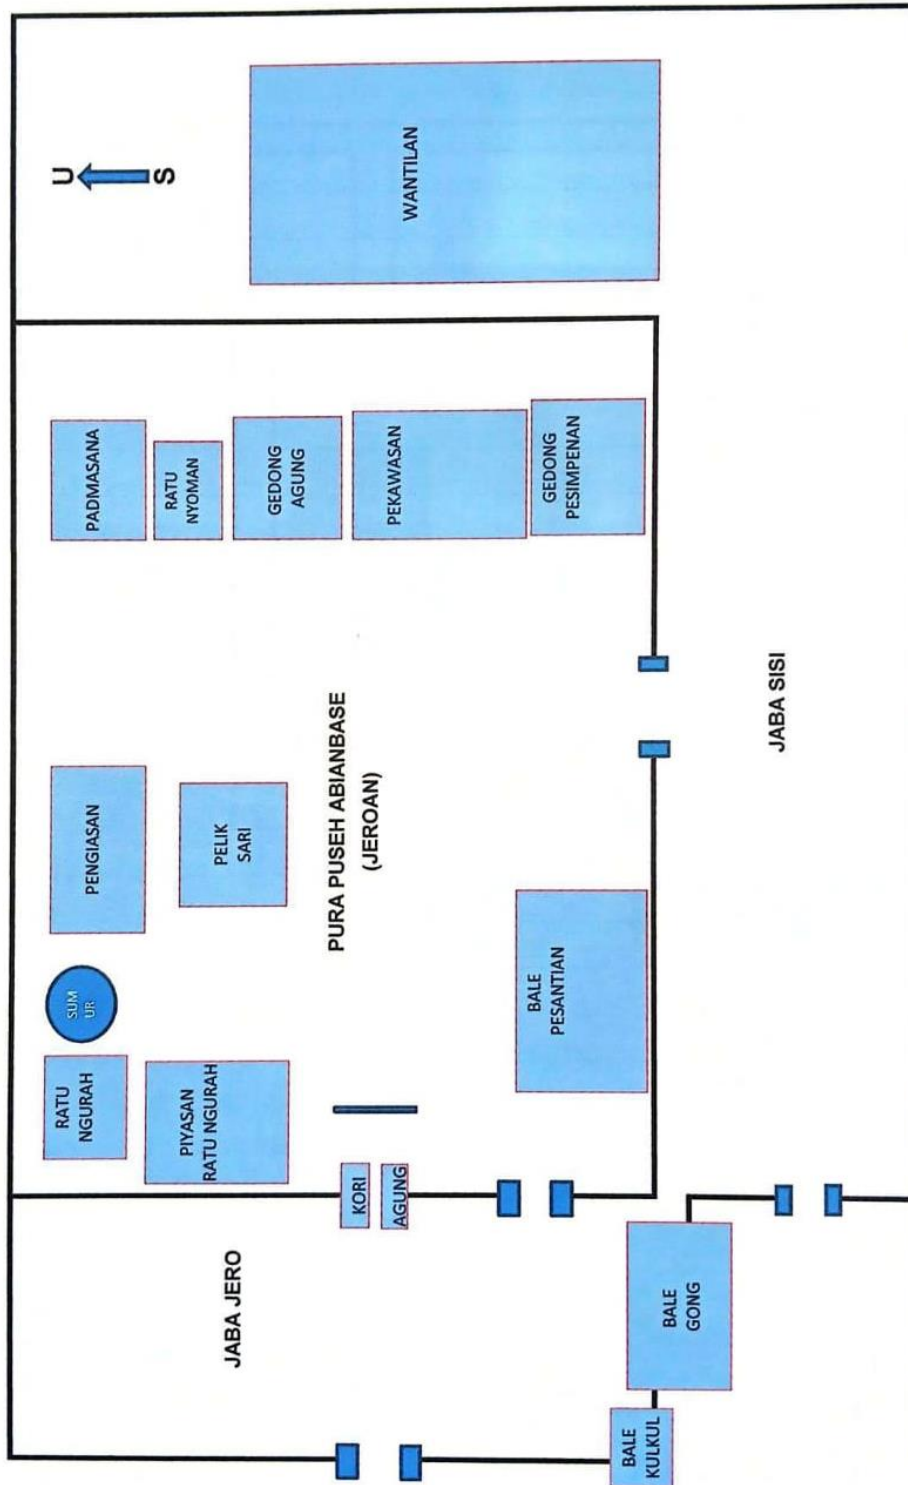 U
S
RATU
NGURAH
SUM
UR
PENGIASAN
PADMASANA
RATU
NYOMAN
PIYASAN
RATU NGURAH
PELIK
SARI
GEDONG
AGUNG
JABA JERO
KORI
AGUNG
PURA PUSEH ABIANBASE
(JEROAN)
PEKAWASAN
WANTILAN
BALE
PESANTIAN
GEDONG
PESIMPENAN
BALE
KULKUL
BALE
GONG
JABA SISI